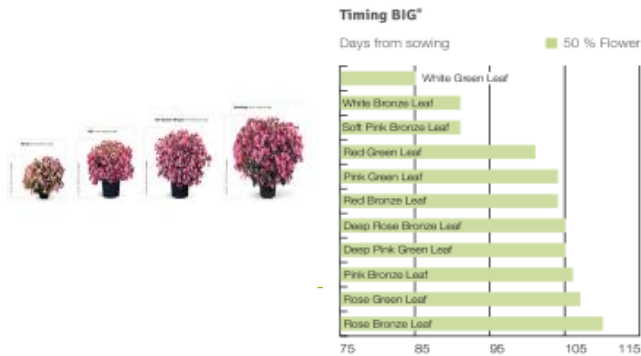 Timing BIG®
Days from sowing
50 % Flower
White Green Leaf
White Bronze Leaf
Soft Pink Bronze Leaf
Red Green Leaf
Pink Green Leaf
Red Bronze Leaf
Deep Rose Bronze Leaf
Deep Pink Green Leaf
Pink Bronze Leaf
Rose Green Leaf
Rose Bronze Leaf
75 85 95 105 115